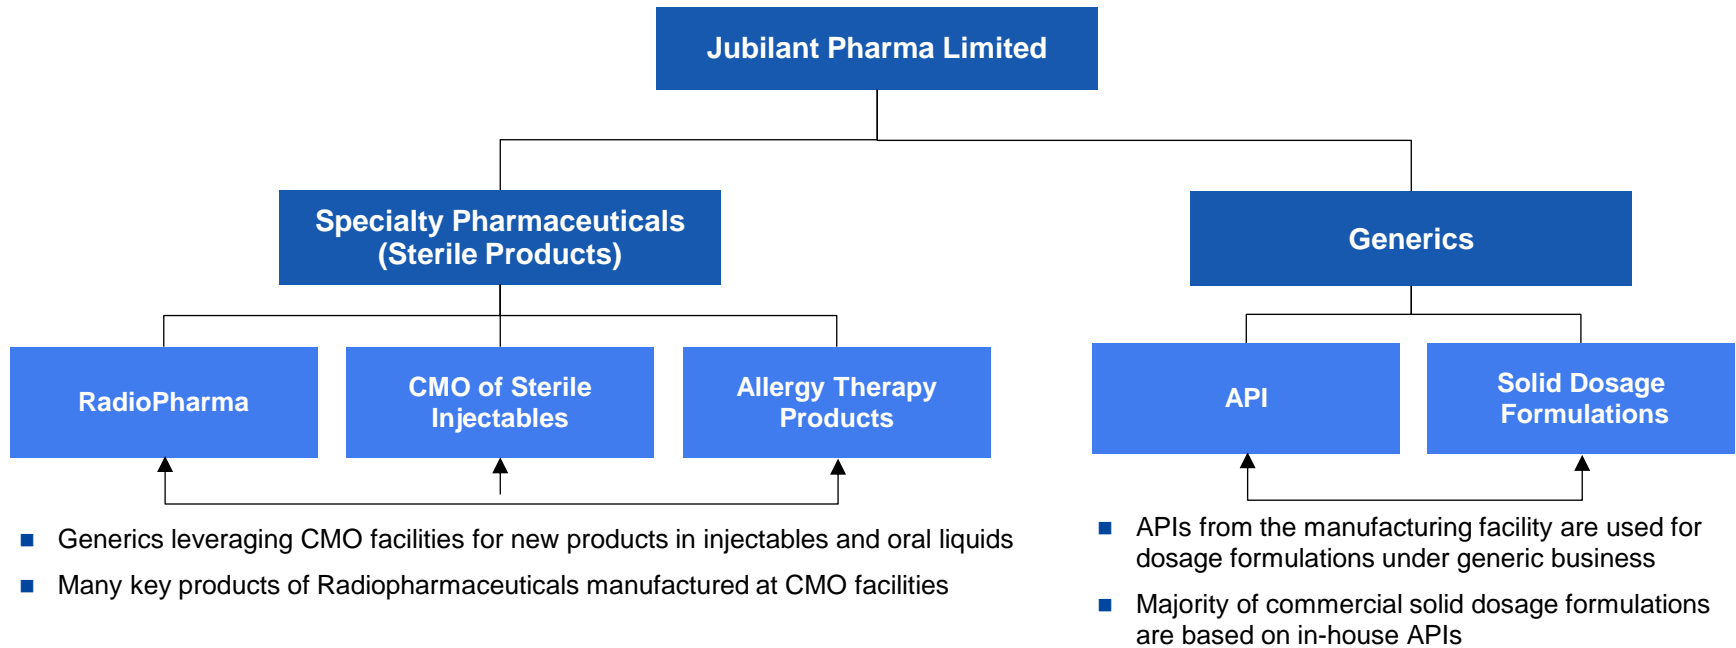 Jubilant Pharma Limited
Specialty Pharmaceuticals
(Sterile Products)
Generics
RadioPharma
CMO of Sterile
Injectables
Allergy Therapy
Products
API
Solid Dosage
Formulations
Generics leveraging CMO facilities for new products in injectables and oral liquids
Many key products of Radiopharmaceuticals manufactured at CMO facilities
APIs from the manufacturing facility are used for
dosage formulations under generic business
Majority of commercial solid dosage formulations
are based on in-house APIs